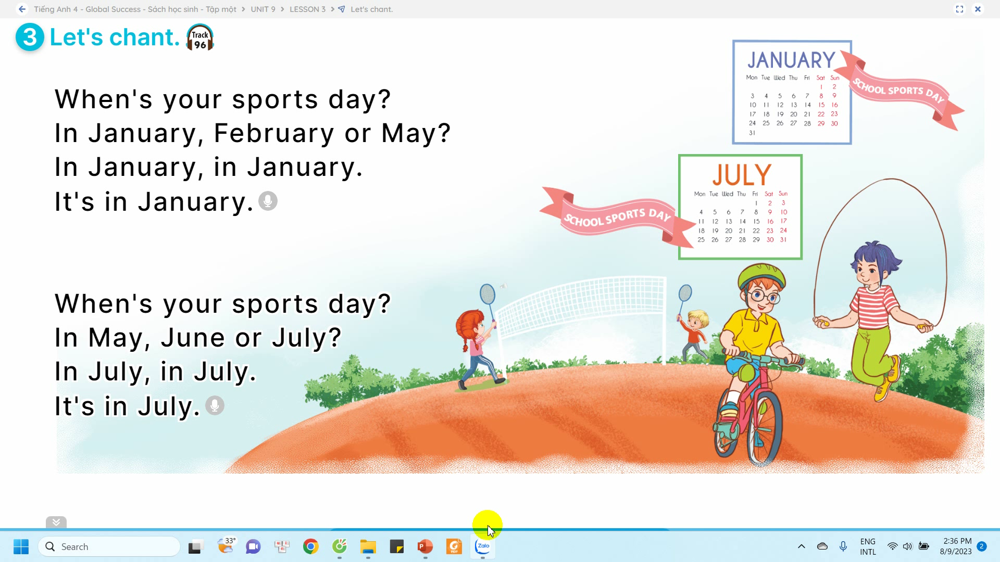 Tiếng Anh 4 - Global Success - Sách học sinh - Tập một > UNIT 9 > LESSON 3 > Let's chant.
3 Let's chant. Track 96
When's your sports day?
In January, February or May?
In January, in January.
It's in January.
When's your sports day?
In May, June or July?
In July, in July.
It's in July.
JANUARY
Mon Tue Wed Thu Fri Sat Sun
1 2
3 4 5 6 7 8 9
10 11 12 13 14 15 16
17 18 19 20 21 22 23
24 25 26 27 28 29 30
31
SCHOOL SPORTS DAY
JULY
Mon Tue Wed Thu Fri Sat Sun
1 2 3
4 5 6 7 8 9 10
11 12 13 14 15 16 17
18 19 20 21 22 23 24
25 26 27 28 29 30 31
SCHOOL SPORTS DAY
Search
33°
u n i
P
PDF
Zalo
ENG
INTL
2:36 PM
8/9/2023
2